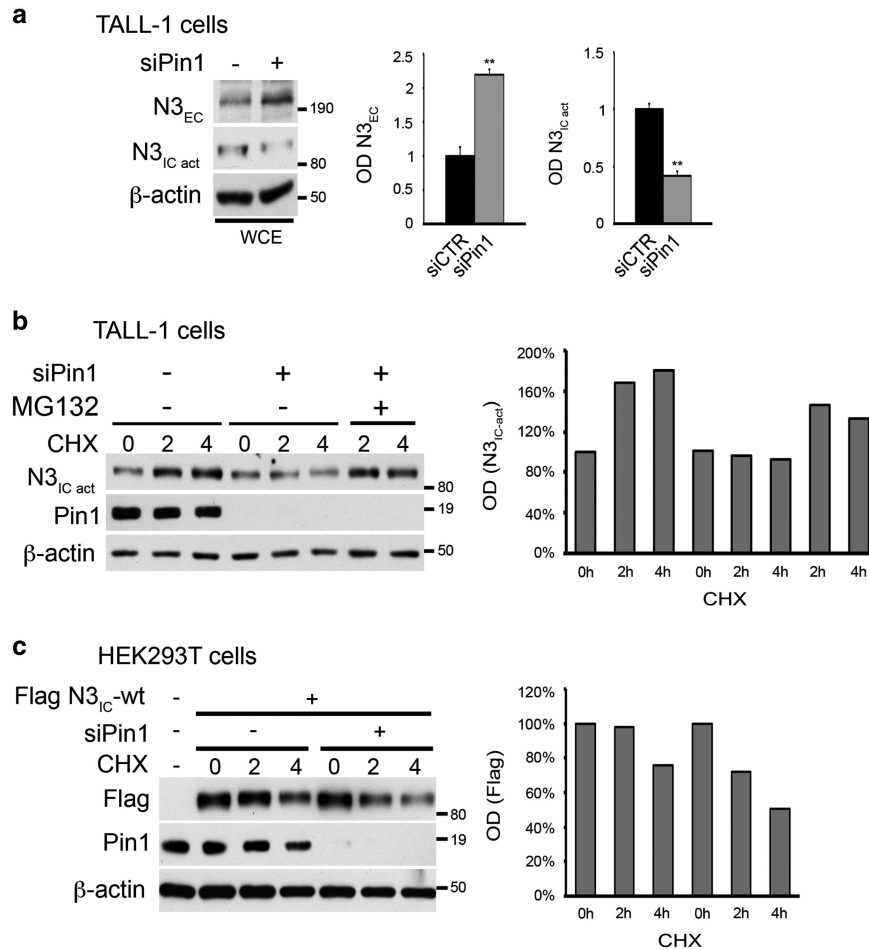 a
TALL-1 cells
siPin1 - +
N3EC
190
N3IC act
80
β-actin
50
WCE
OD N3EC
2.5
2
1.5
1
0.5
0
**
siCTR
siPin1
OD N3IC act
1.5
1
0.5
0
**
siCTR
siPin1
b
TALL-1 cells
siPin1 - + +
MG132 - - +
CHX 0 2 4 0 2 4 2 4
N3IC act
80
Pin1
19
β-actin
50
OD (N3IC-act)
200%
160%
120%
80%
40%
0%
0h 2h 4h 0h 2h 4h 2h 4h
CHX
c
HEK293T cells
Flag N3IC-wt - +
siPin1 - - +
CHX - 0 2 4 0 2 4
Flag
80
Pin1
19
β-actin
50
OD (Flag)
120%
100%
80%
60%
40%
20%
0%
0h 2h 4h 0h 2h 4h
CHX